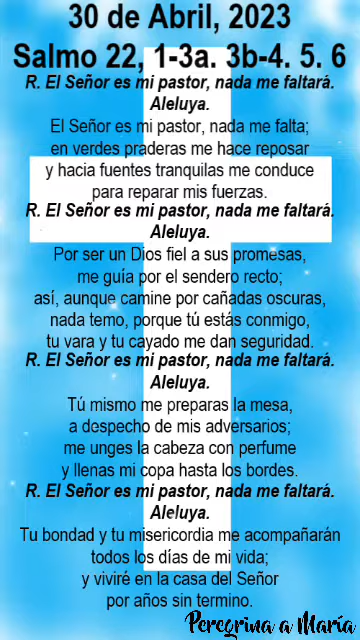 30 de Abril, 2023
Salmo 22, 1-3a. 3b-4. 5. 6
R. El Señor es mi pastor, nada me faltará.
Aleluya.
El Señor es mi pastor, nada me falta;
en verdes praderas me hace reposar
y hacia fuentes tranquilas me conduce
para reparar mis fuerzas.
R. El Señor es mi pastor, nada me faltará.
Aleluya.
Por ser un Dios fiel a sus promesas,
me guía por el sendero recto;
así, aunque camine por cañadas oscuras,
nada temo, porque tú estás conmigo,
tu vara y tu cayado me dan seguridad.
R. El Señor es mi pastor, nada me faltará.
Aleluya.
Tú mismo me preparas la mesa,
a despecho de mis adversarios;
me unges la cabeza con perfume
y llenas mi copa hasta los bordes.
R. El Señor es mi pastor, nada me faltará.
Aleluya.
Tu bondad y tu misericordia me acompañarán
todos los días de mi vida;
y viviré en la casa del Señor
por años sin termino.
Peregrina a María